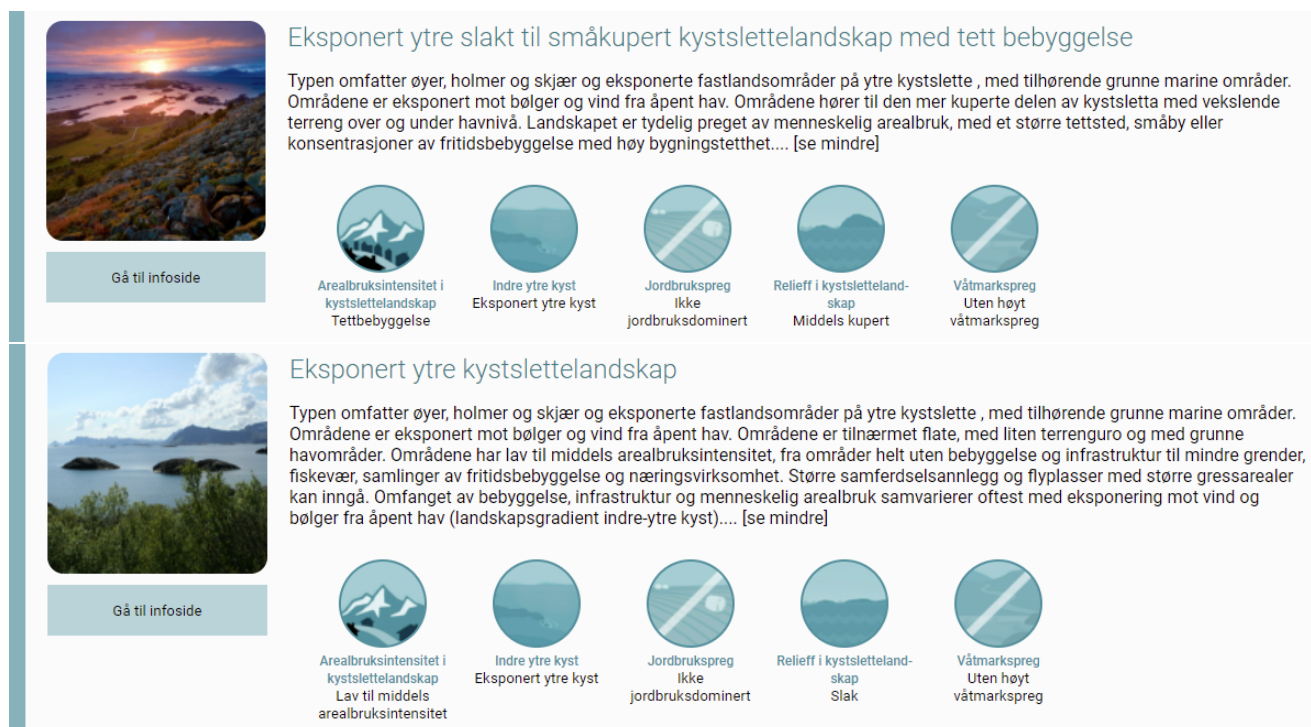 Eksponert ytre slakt til småkupert kystslettelandskap med tett bebyggelse
Typen omfatter øyer, holmer og skjær og eksponerte fastlandsområder på ytre kystslette , med tilhørende grunne marine områder.
Områdene er eksponert mot bølger og vind fra åpent hav. Områdene hører til den mer kuperte delen av kystsletta med vekslende
terreng over og under havnivå. Landskapet er tydelig preget av menneskelig arealbruk, med et større tettsted, småby eller
konsentrasjoner av fritidsbebyggelse med høy bygningstetthet.... [se mindre]
Gå til infoside
Arealbruksintensitet i
kystslettelandskap
Tettbebyggelse
Indre ytre kyst
Eksponert ytre kyst
Jordbrukspreg
Ikke
jordbruksdominert
Relieff i kystsletteland-
skap
Middels kupert
Våtmarkspreg
Uten høyt
våtmarkspreg
Eksponert ytre kystslettelandskap
Typen omfatter øyer, holmer og skjær og eksponerte fastlandsområder på ytre kystslette , med tilhørende grunne marine områder.
Områdene er eksponert mot bølger og vind fra åpent hav. Områdene er tilnærmet flate, med liten terrenguro og med grunne
havområder. Områdene har lav til middels arealbruksintensitet, fra områder helt uten bebyggelse og infrastruktur til mindre grender,
fiskevær, samlinger av fritidsbebyggelse og næringsvirksomhet. Større samferdselsanlegg og flyplasser med større gressarealer
kan inngå. Omfanget av bebyggelse, infrastruktur og menneskelig arealbruk samvarierer oftest med eksponering mot vind og
bølger fra åpent hav (landskapsgradient indre-ytre kyst).... [se mindre]
Gå til infoside
Arealbruksintensitet i
kystslettelandskap
Lav til middels
arealbruksintensitet
Indre ytre kyst
Eksponert ytre kyst
Jordbrukspreg
Ikke
jordbruksdominert
Relieff i kystsletteland-
skap
Slak
Våtmarkspreg
Uten høyt
våtmarkspreg